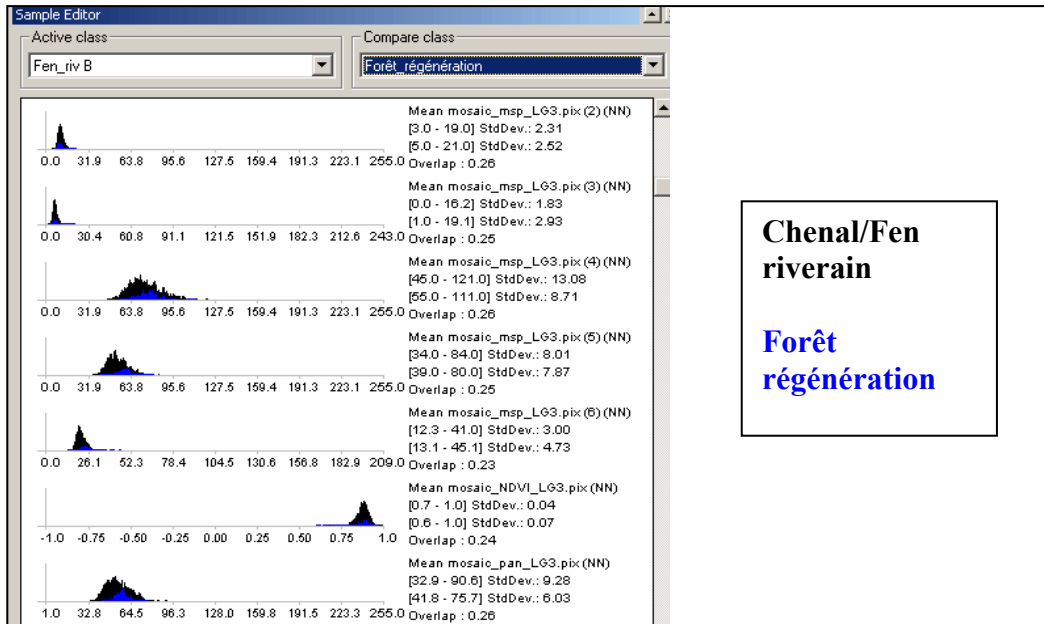 Sample Editor
Active class
Compare class
Fen_riv B
Forêt_régénération
Mean mosaic_msp_LG3.pix (2) (NN)
[3.0 - 19.0] StdDev.: 2.31
[5.0 - 21.0] StdDev.: 2.52
0.0 31.9 63.8 95.6 127.5 159.4 191.3 223.1 255.0 Overlap : 0.26
Mean mosaic_msp_LG3.pix (3) (NN)
[0.0 - 16.2] StdDev.: 1.83
[1.0 - 19.1] StdDev.: 2.93
0.0 30.4 60.8 91.1 121.5 151.9 182.3 212.6 243.0 Overlap : 0.25
Mean mosaic_msp_LG3.pix (4) (NN)
[45.0 - 121.0] StdDev.: 13.08
[55.0 - 111.0] StdDev.: 8.71
0.0 31.9 63.8 95.6 127.5 159.4 191.3 223.1 255.0 Overlap : 0.26
Mean mosaic_msp_LG3.pix (5) (NN)
[34.0 - 84.0] StdDev.: 8.01
[39.0 - 80.0] StdDev.: 7.87
0.0 31.9 63.8 95.6 127.5 159.4 191.3 223.1 255.0 Overlap : 0.25
Mean mosaic_msp_LG3.pix (6) (NN)
[12.3 - 41.0] StdDev.: 3.00
[13.1 - 45.1] StdDev.: 4.73
0.0 26.1 52.3 78.4 104.5 130.6 156.8 182.9 209.0 Overlap : 0.23
Mean mosaic_NDVI_LG3.pix (NN)
[0.7 - 1.0] StdDev.: 0.04
[0.6 - 1.0] StdDev.: 0.07
-1.0 -0.75 -0.50 -0.25 0.00 0.25 0.50 0.75 1.0 Overlap : 0.24
Mean mosaic_pan_LG3.pix (NN)
[32.9 - 90.6] StdDev.: 9.28
[41.8 - 75.7] StdDev.: 6.03
1.0 32.8 64.5 96.3 128.0 159.8 191.5 223.3 255.0 Overlap : 0.26
Chenal/Fen
riverain
Forêt
régénération